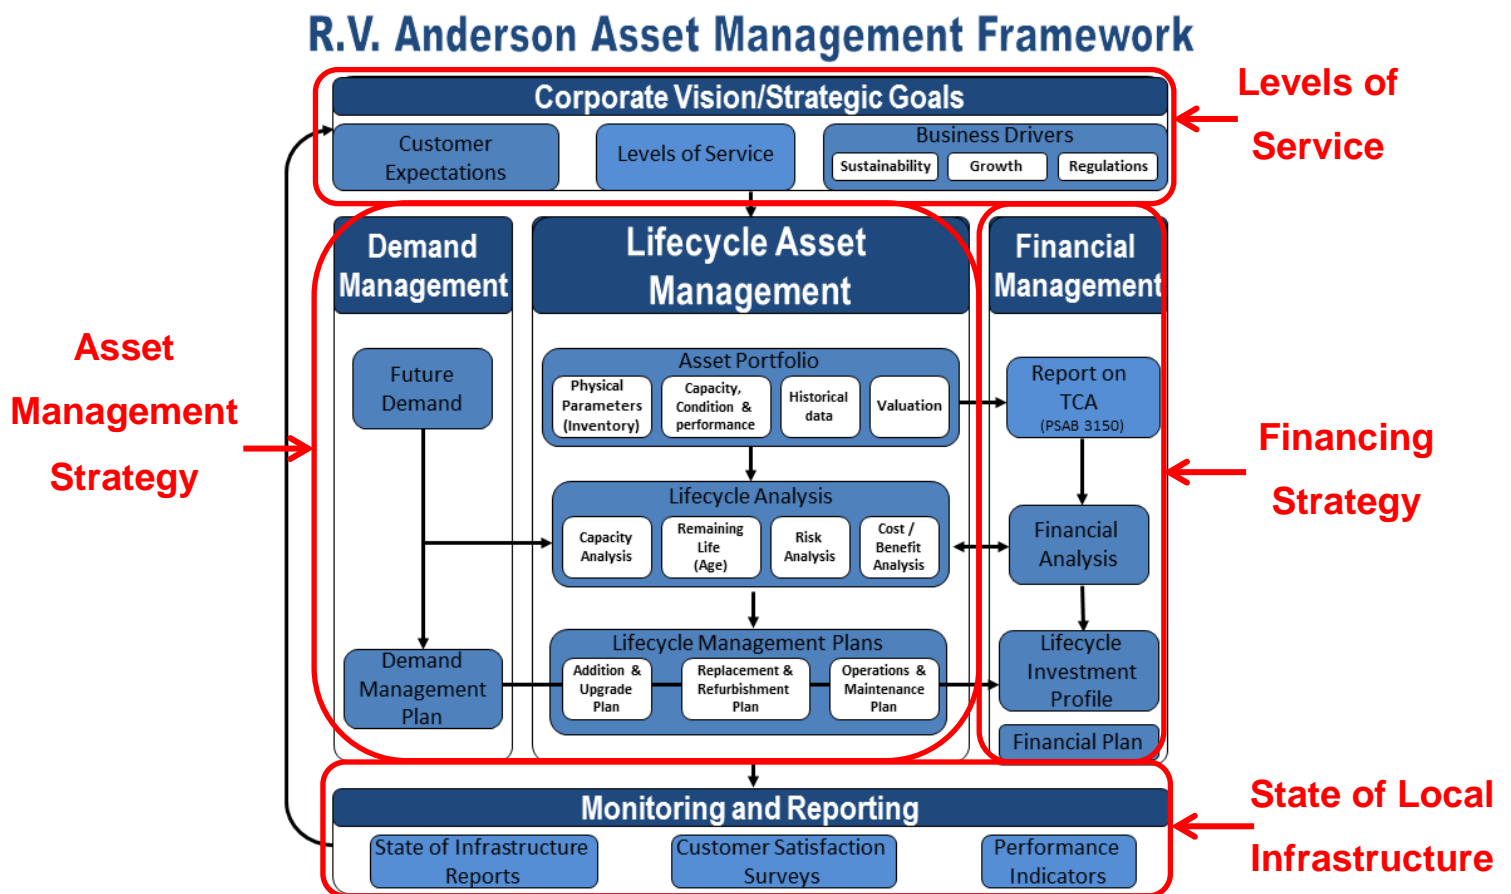 R.V. Anderson Asset Management Framework
Levels of
Service
Corporate Vision/Strategic Goals
Customer
Expectations
Levels of Service
Business Drivers
Sustainability
Growth
Regulations
Asset
Management
Strategy
Demand
Management
Future
Demand
Demand
Management
Plan
Lifecycle Asset
Management
Asset Portfolio
Physical
Parameters
(Inventory)
Capacity,
Condition &
performance
Historical
data
Valuation
Lifecycle Analysis
Capacity
Analysis
Remaining
Life
(Age)
Risk
Analysis
Cost /
Benefit
Analysis
Lifecycle Management Plans
Addition &
Upgrade
Plan
Replacement &
Refurbishment
Plan
Operations &
Maintenance
Plan
Financial
Management
Report on
TCA
(PSAB 3150)
Financial
Analysis
Lifecycle
Investment
Profile
Financial Plan
Financing
Strategy
Monitoring and Reporting
State of Infrastructure
Reports
Customer Satisfaction
Surveys
Performance
Indicators
State of Local
Infrastructure